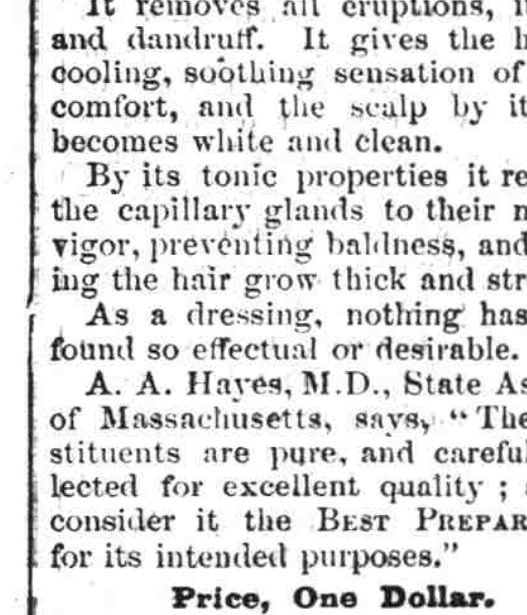 It removes all eruptions, i
and dandruff. It gives the h
cooling, soothing sensation of
comfort, and the scalp by it
becomes white and clean.
By its tonic properties it re
the capillary glands to their n
vigor, preventing baldness, and
ing the hair grow thick and str
As a dressing, nothing has
found so effectual or desirable.
A. A. Hayes, M.D., State As
of Massachusetts, says, "The
stituents are pure, and careful
lected for excellent quality ;
consider it the BEST PREPAR
for its intended purposes."
Price, One Dollar.